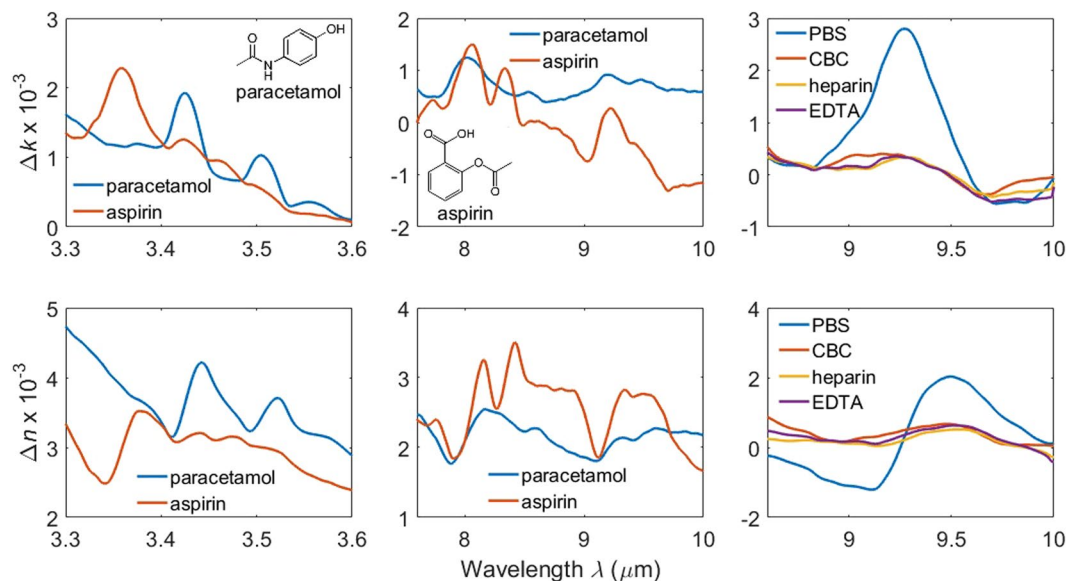 3
2
1
0
Δk x 10⁻³
3.3
3.4
3.5
3.6
O
N
H
OH
paracetamol
paracetamol
aspirin
2
1
0
-1
-2
8
9
10
paracetamol
aspirin
O
OH
O
O
aspirin
3
2
1
0
-1
9
9.5
10
PBS
CBC
heparin
EDTA
5
4
3
2
Δn x 10⁻³
3.3
3.4
3.5
3.6
paracetamol
aspirin
4
3
2
1
8
9
10
paracetamol
aspirin
4
2
0
-2
9
9.5
10
PBS
CBC
heparin
EDTA
Wavelength λ (μm)